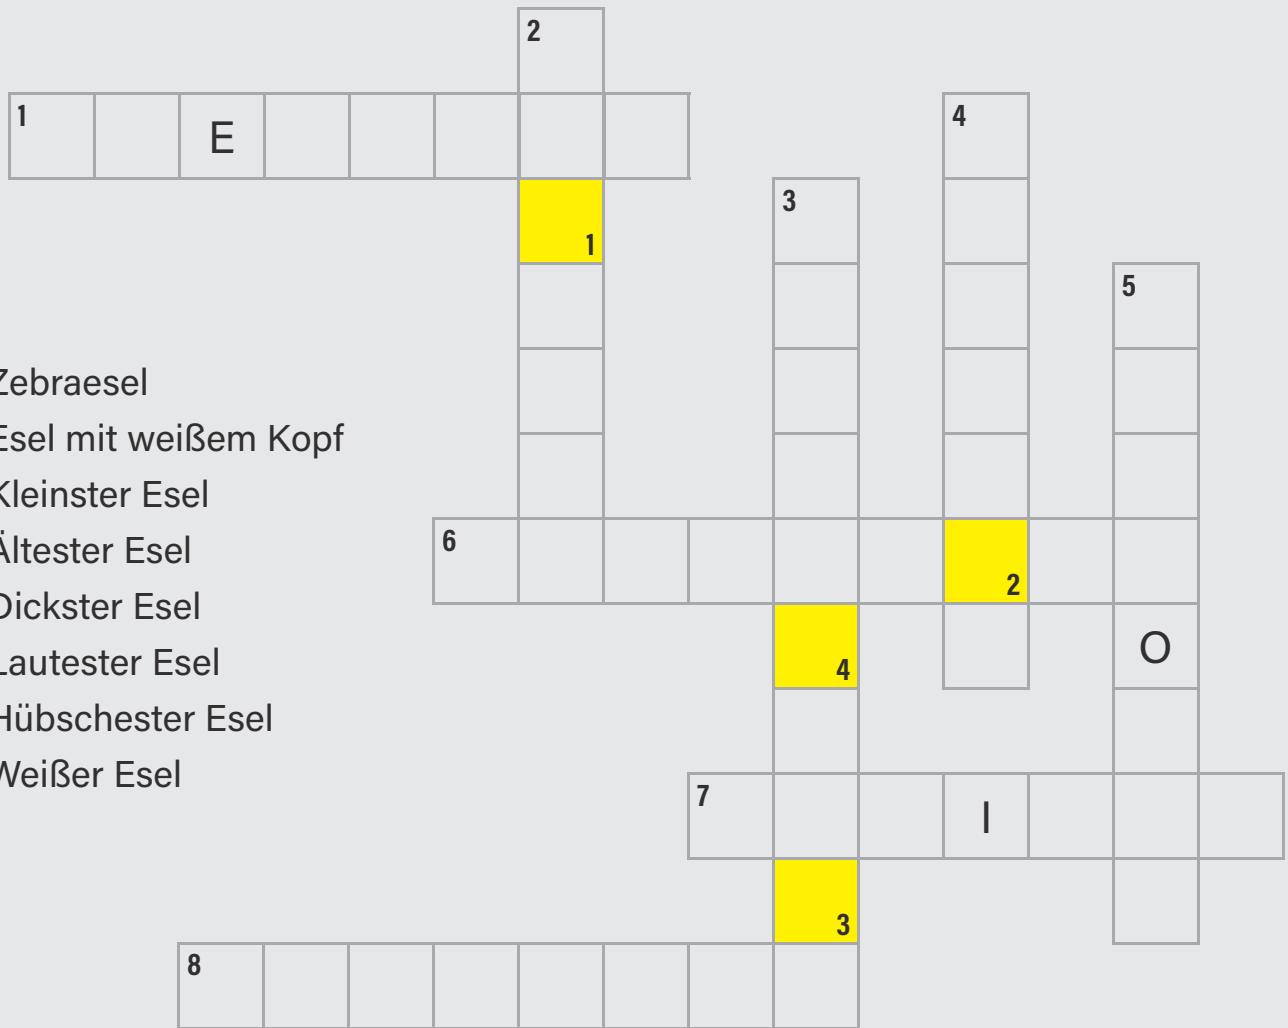 2
1 E 4
1 3
5
Zebraesel
Esel mit weißem Kopf
Kleinster Esel
Ältester Esel
6 2
Dickster Esel
4 O
Lautester Esel
Hübschester Esel
Weißer Esel
7 I
3
8